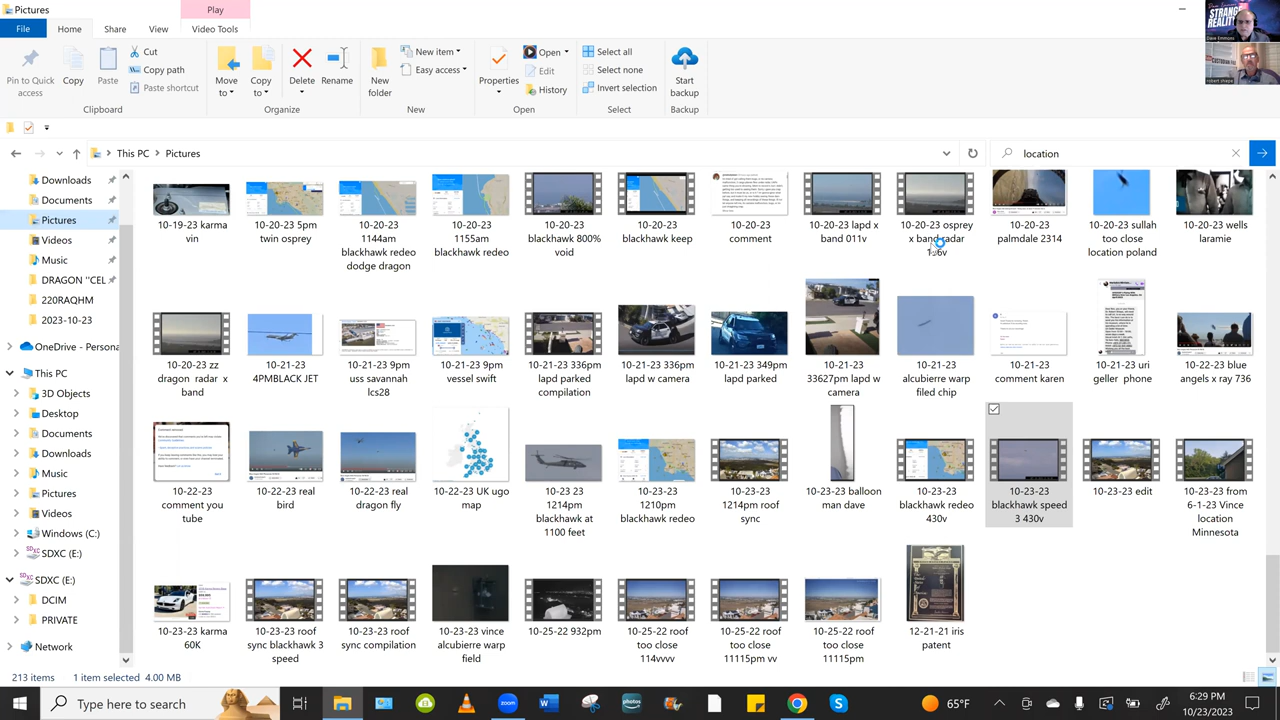 Pictures
Play
File
Home
Share
View
Video Tools
Pin to Quick access
Copy
Paste
Cut
Copy path
Paste shortcut
Clipboard
Move to
Copy to
Delete
Rename
Organize
New folder
New item
Easy access
New
Properties
Open
Edit
History
Open
Select all
Select none
Invert selection
Select
Start backup
Backup
STRANGE
Dave Emmons
This PC
Pictures
location
Downloads
Pictures
Videos
Music
DRAGON "CEL
220RAQHM
2023-10-23
OneDrive - Persona
This PC
3D Objects
Desktop
Documents
Downloads
Music
Pictures
Videos
Windows (C:)
SDXC (E:)
SDXC (E:)
DCIM
PRIVATE
Network
10-19-23 karma vin
10-20-23 5pm twin osprey
10-20-23 1144am blackhawk redeo dodge dragon
10-20-23 1155am blackhawk redeo
10-20-23 blackhawk 800% void
10-20-23 blackhawk keep
10-20-23 comment
10-20-23 lapd x band 011v
10-20-23 osprey x band radar
10-20-23 palmdale 2314
10-20-23 sullah too close location poland
10-20-23 wells laramie
10-20-23 zz dragon radar x band
10-21-23 4PMBLACK JET
10-21-23 9pm uss savannah lcs28
10-21-23 9pm vessel swift
10-21-23 336pm lapd parked compilation
10-21-23 336pm lapd w camera
10-21-23 349pm lapd parked
10-21-23 33627pm lapd w camera
10-21-23 alcubierre warp filed chip
10-21-23 comment karen
10-21-23 uri geller phone
10-22-23 blue angels x ray 736
10-22-23 comment you tube
10-22-23 real bird
10-22-23 real dragon fly
10-22-23 UK ugo map
10-23-23 23 1214pm blackhawk at 1100 feet
10-23-23 1210pm blackhawk redeo
10-23-23 1214pm roof sync
10-23-23 balloon man dave
10-23-23 blackhawk redeo 430v
10-23-23 blackhawk speed 3 430v
10-23-23 edit
10-23-23 from 6-1-23 Vince location Minnesota
10-23-23 karma 60K
10-23-23 roof sync blackhawk 3 speed
10-23-23 roof sync compilation
10-23-23 vince alcubierre warp field
10-25-22 932pm
10-25-22 roof too close 114vvvv
10-25-22 roof too close 11115pm vv
10-25-22 roof too close 11115pm
12-21-21 iris patent
213 items
1 item selected
4.00 MB
Type here to search
zoom
65°F
6:29 PM
10/23/2023